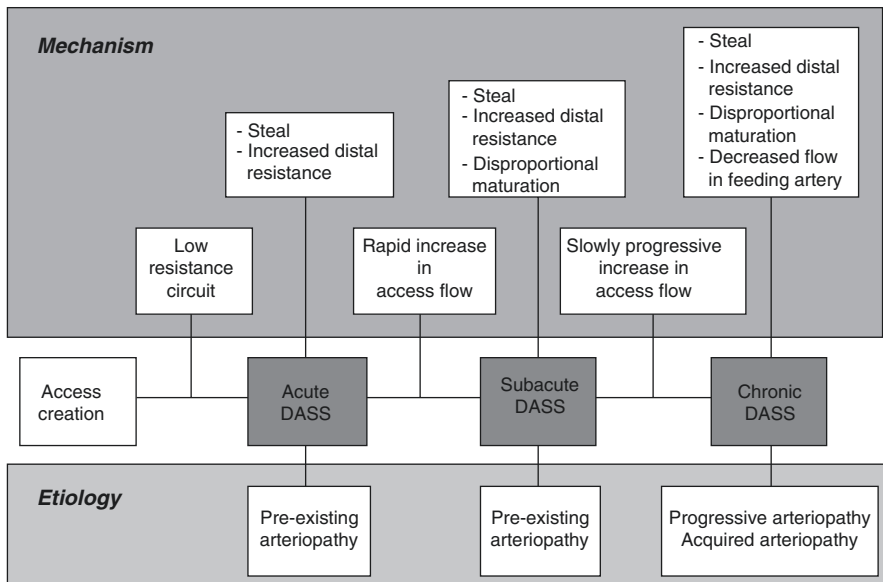 Mechanism
- Steal
- Increased distal
resistance
- Steal
- Increased distal
resistance
- Disproportional
maturation
- Steal
- Increased distal
resistance
- Disproportional
maturation
- Decreased flow
in feeding artery
Low
resistance
circuit
Rapid increase
in
access flow
Slowly progressive
increase in
access flow
Access
creation
Acute
DASS
Subacute
DASS
Chronic
DASS
Etiology
Pre-existing
arteriopathy
Pre-existing
arteriopathy
Progressive arteriopathy
Acquired arteriopathy